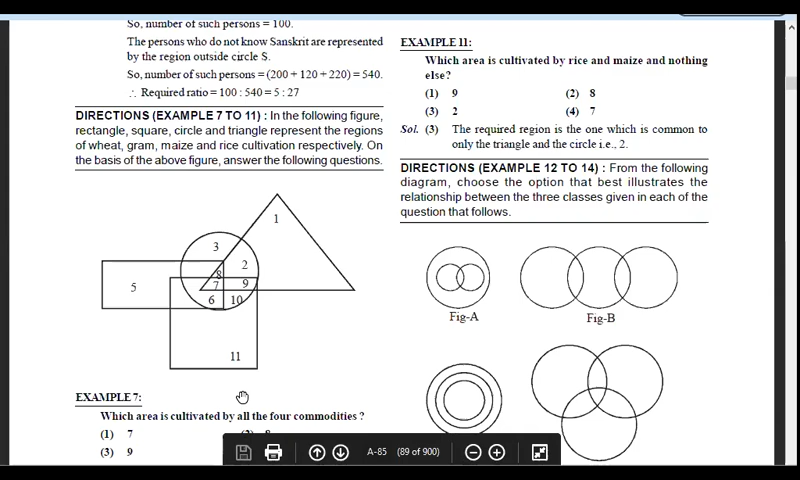 So, number of such persons = 100.
The persons who do not know Sanskrit are represented
by the region outside circle S.
So, number of such persons = (200 + 120 + 220) = 540.
∴ Required ratio = 100 : 540 = 5 : 27
DIRECTIONS (EXAMPLE 7 TO 11) : In the following figure,
rectangle, square, circle and triangle represent the regions
of wheat, gram, maize and rice cultivation respectively. On
the basis of the above figure, answer the following questions.
1
3
2
8
5
7
9
6
10
11
EXAMPLE 7:
Which area is cultivated by all the four commodities ?
(1) 7
(2) 8
(3) 9
EXAMPLE 11:
Which area is cultivated by rice and maize and nothing
else?
(1) 9 (2) 8
(3) 2 (4) 7
Sol. (3) The required region is the one which is common to
only the triangle and the circle i.e., 2.
DIRECTIONS (EXAMPLE 12 TO 14) : From the following
diagram, choose the option that best illustrates the
relationship between the three classes given in each of the
question that follows.
Fig-A
Fig-B
A-85 (89 of 900)